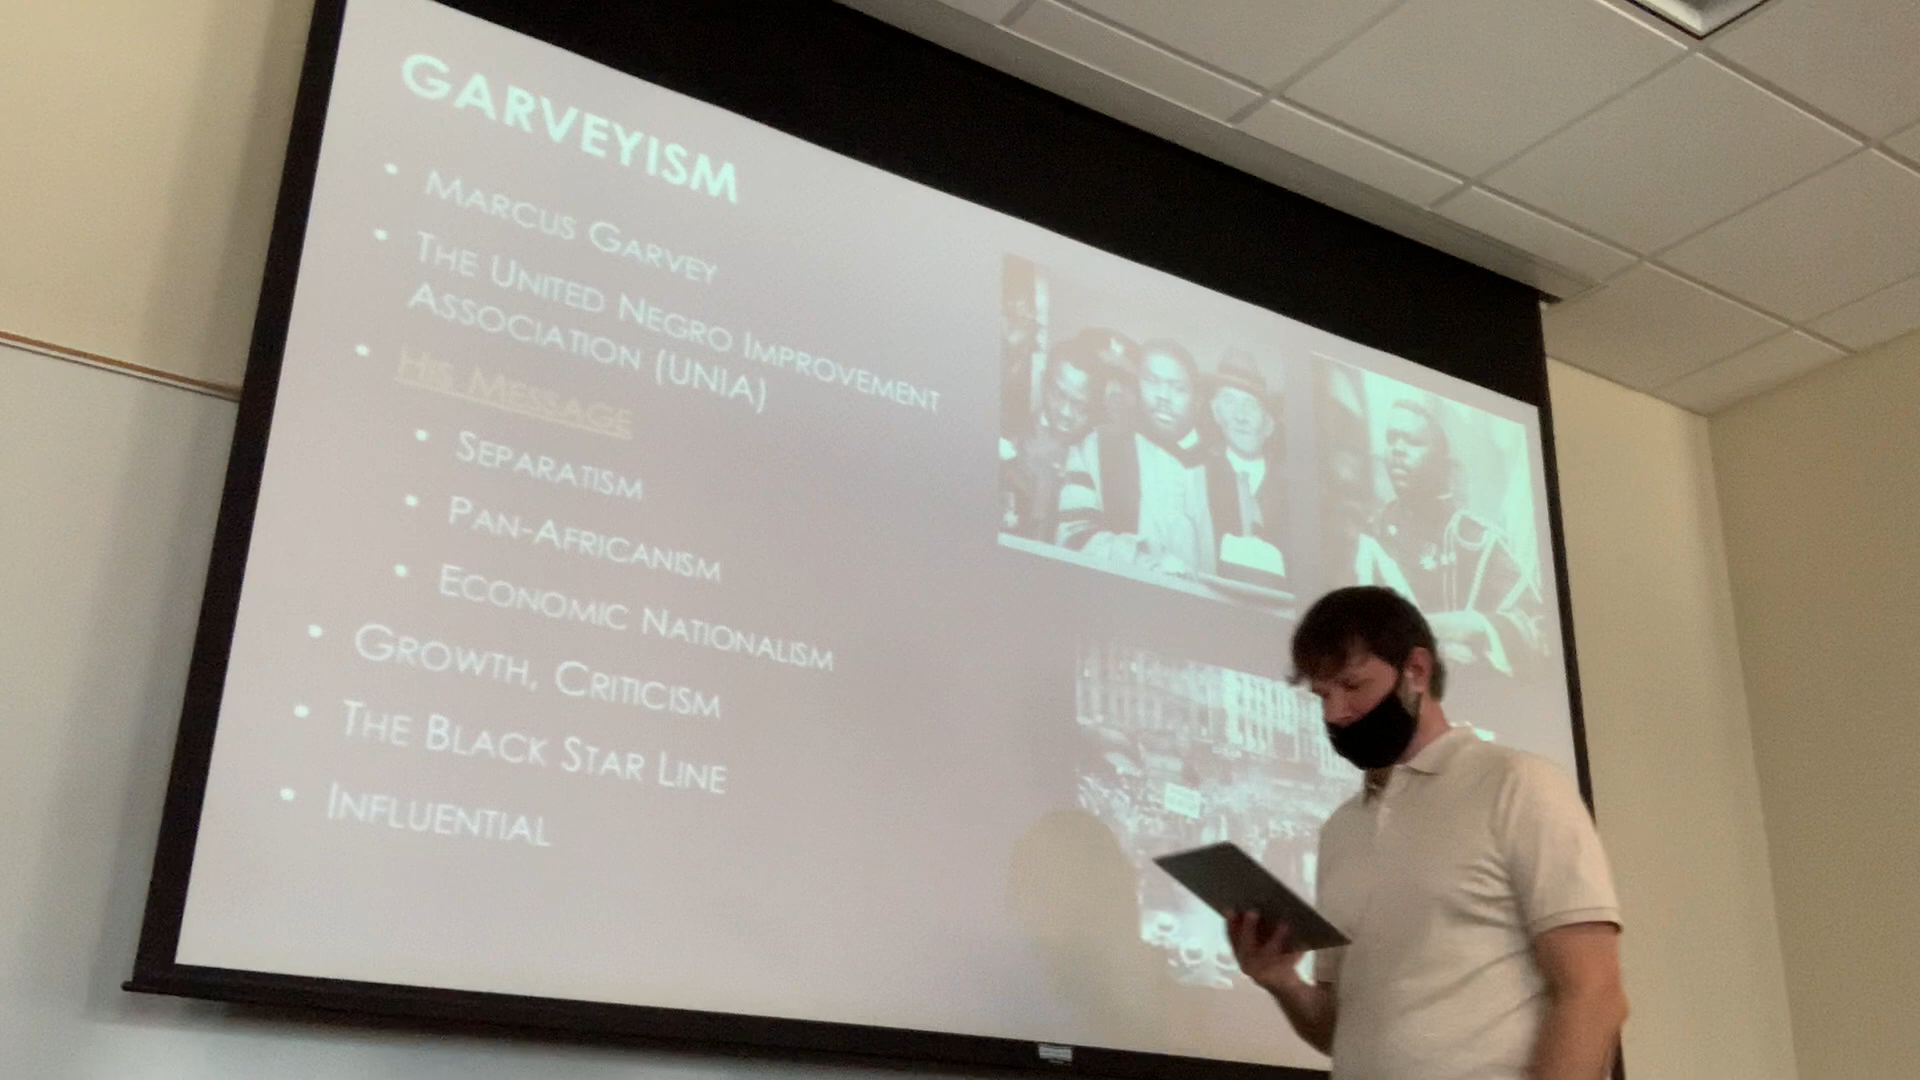 GARVEYISM
• MARCUS GARVEY
• THE UNITED NEGRO IMPROVEMENT
ASSOCIATION (UNIA)
• HIS MESSAGE
• SEPARATISM
• PAN-AFRICANISM
• ECONOMIC NATIONALISM
• GROWTH, CRITICISM
• THE BLACK STAR LINE
• INFLUENTIAL